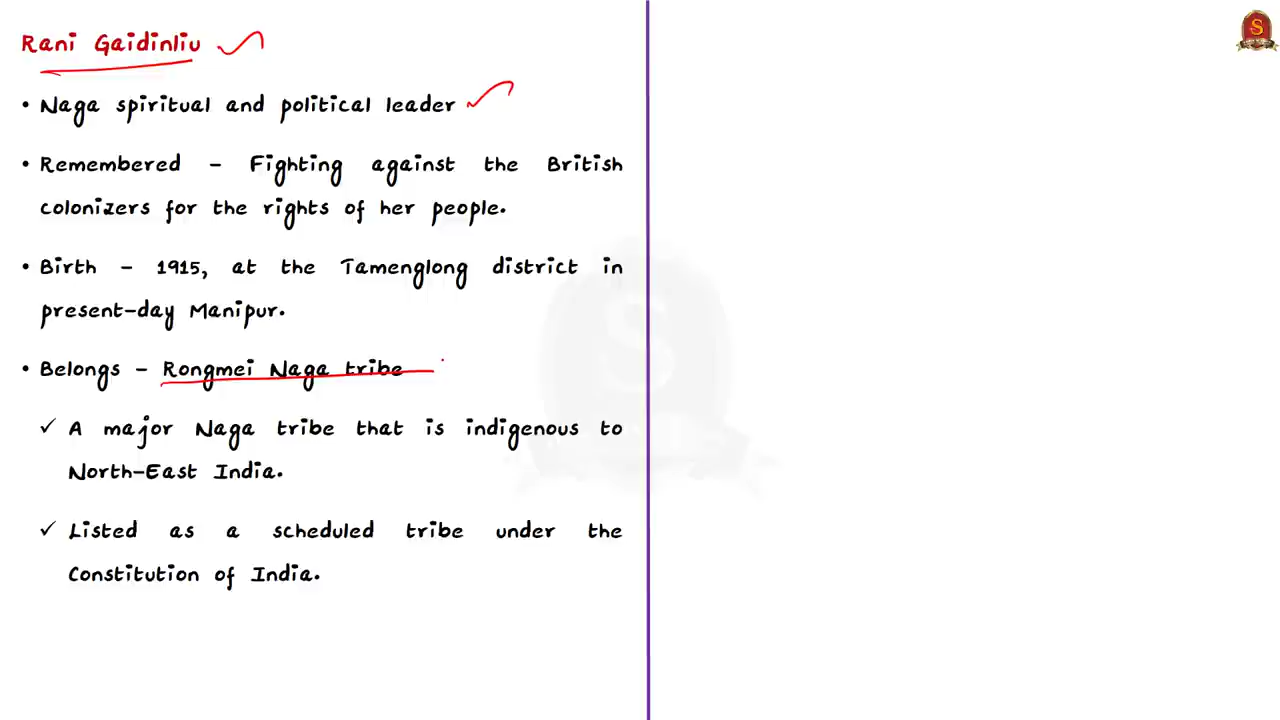 Rani Gaidinliu
• Naga spiritual and political leader
• Remembered - Fighting against the British
colonizers for the rights of her people.
• Birth - 1915, at the Tamenglong district in
present-day Manipur.
• Belongs - Rongmei Naga tribe
✓ A major Naga tribe that is indigenous to
North-East India.
✓ Listed as a scheduled tribe under the
Constitution of India.
S